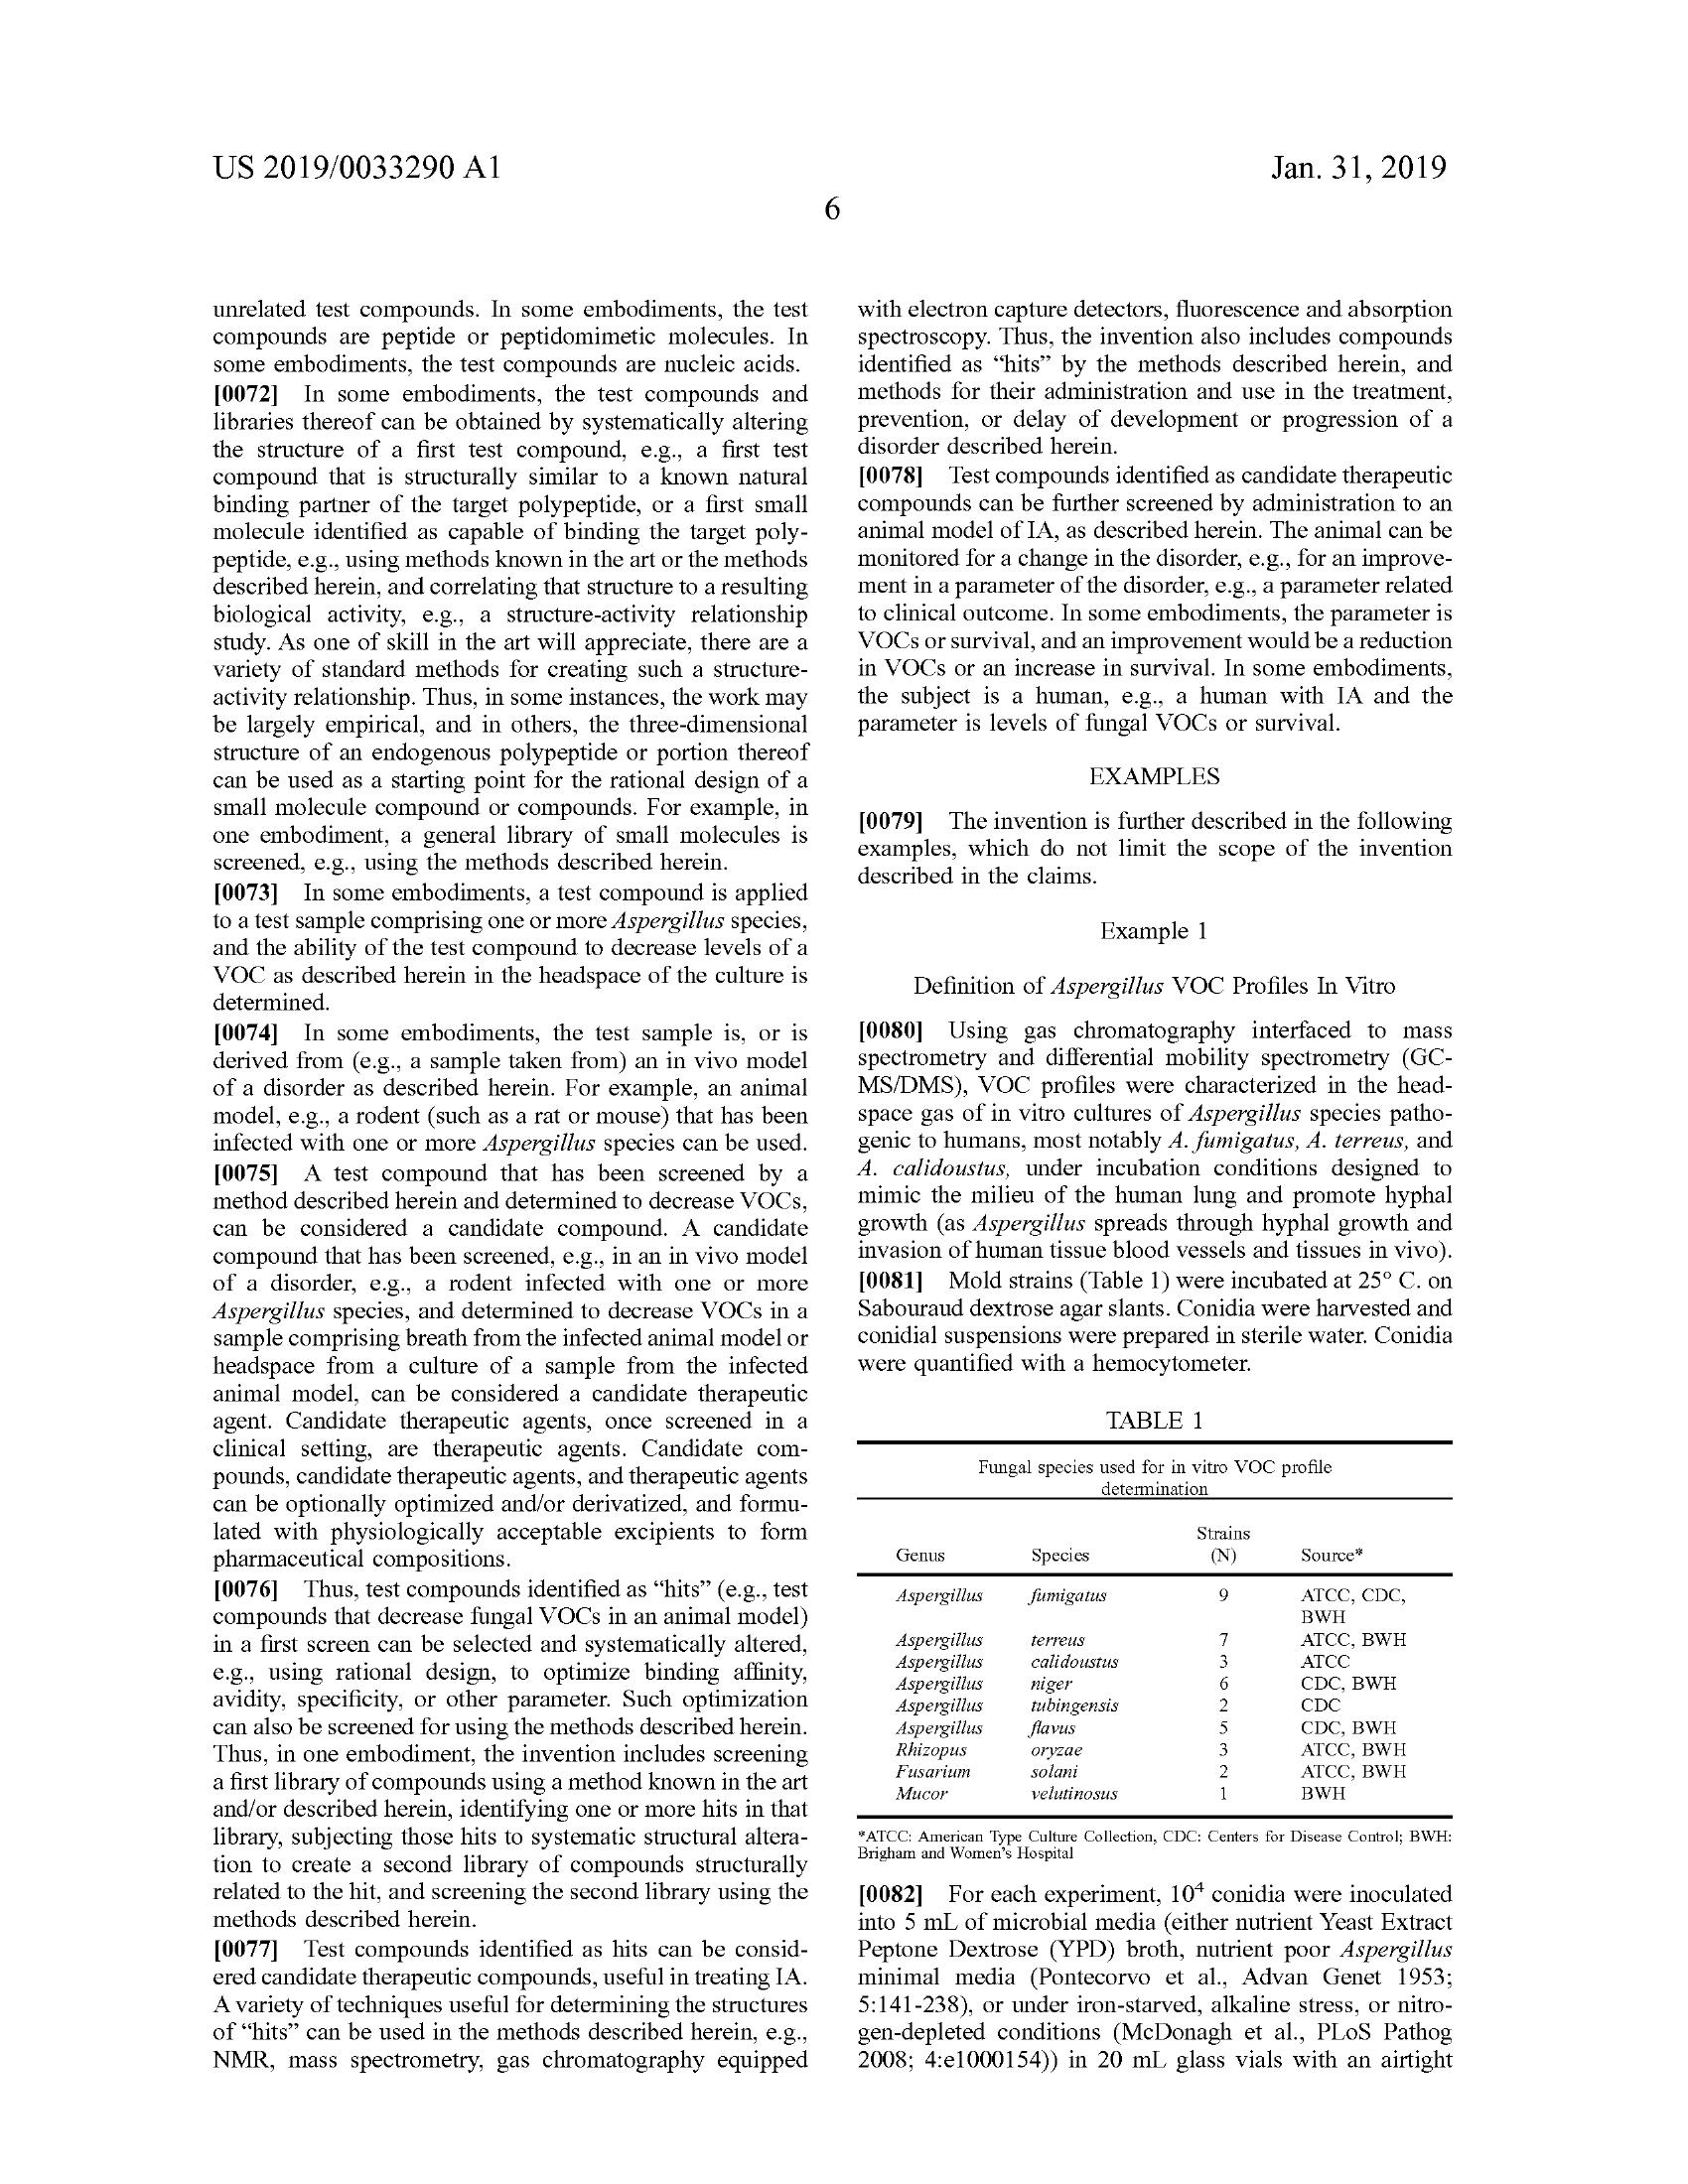 US 2019/0033290 A1
Jan. 31, 2019
6
unrelated test compounds. In some embodiments, the test
compounds are peptide or peptidomimetic molecules. In
some embodiments, the test compounds are nucleic acids.
[0072] In some embodiments, the test compounds and
libraries thereof can be obtained by systematically altering
the structure of a first test compound, e.g., a first test
compound that is structurally similar to a known natural
binding partner of the target polypeptide, or a first small
molecule identified as capable of binding the target poly-
peptide, e.g., using methods known in the art or the methods
described herein, and correlating that structure to a resulting
biological activity, e.g., a structure-activity relationship
study. As one of skill in the art will appreciate, there are a
variety of standard methods for creating such a structure-
activity relationship. Thus, in some instances, the work may
be largely empirical, and in others, the three-dimensional
structure of an endogenous polypeptide or portion thereof
can be used as a starting point for the rational design of a
small molecule compound or compounds. For example, in
one embodiment, a general library of small molecules is
screened, e.g., using the methods described herein.
[0073] In some embodiments, a test compound is applied
to a test sample comprising one or more Aspergillus species,
and the ability of the test compound to decrease levels of a
VOC as described herein in the headspace of the culture is
determined.
[0074] In some embodiments, the test sample is, or is
derived from (e.g., a sample taken from) an in vivo model
of a disorder as described herein. For example, an animal
model, e.g., a rodent (such as a rat or mouse) that has been
infected with one or more Aspergillus species can be used.
[0075] A test compound that has been screened by a
method described herein and determined to decrease VOCs,
can be considered a candidate compound. A candidate
compound that has been screened, e.g., in an in vivo model
of a disorder, e.g., a rodent infected with one or more
Aspergillus species, and determined to decrease VOCs in a
sample comprising breath from the infected animal model or
headspace from a culture of a sample from the infected
animal model, can be considered a candidate therapeutic
agent. Candidate therapeutic agents, once screened in a
clinical setting, are therapeutic agents. Candidate com-
pounds, candidate therapeutic agents, and therapeutic agents
can be optionally optimized and/or derivatized, and formu-
lated with physiologically acceptable excipients to form
pharmaceutical compositions.
[0076] Thus, test compounds identified as “hits” (e.g., test
compounds that decrease fungal VOCs in an animal model)
in a first screen can be selected and systematically altered,
e.g., using rational design, to optimize binding affinity,
avidity, specificity, or other parameter. Such optimization
can also be screened for using the methods described herein.
Thus, in one embodiment, the invention includes screening
a first library of compounds using a method known in the art
and/or described herein, identifying one or more hits in that
library, subjecting those hits to systematic structural altera-
tion to create a second library of compounds structurally
related to the hit, and screening the second library using the
methods described herein.
[0077] Test compounds identified as hits can be consid-
ered candidate therapeutic compounds, useful in treating IA.
A variety of techniques useful for determining the structures
of “hits” can be used in the methods described herein, e.g.,
NMR, mass spectrometry, gas chromatography equipped
with electron capture detectors, fluorescence and absorption
spectroscopy. Thus, the invention also includes compounds
identified as “hits” by the methods described herein, and
methods for their administration and use in the treatment,
prevention, or delay of development or progression of a
disorder described herein.
[0078] Test compounds identified as candidate therapeutic
compounds can be further screened by administration to an
animal model of IA, as described herein. The animal can be
monitored for a change in the disorder, e.g., for an improve-
ment in a parameter of the disorder, e.g., a parameter related
to clinical outcome. In some embodiments, the parameter is
VOCs or survival, and an improvement would be a reduction
in VOCs or an increase in survival. In some embodiments,
the subject is a human, e.g., a human with IA and the
parameter is levels of fungal VOCs or survival.
EXAMPLES
[0079] The invention is further described in the following
examples, which do not limit the scope of the invention
described in the claims.
Example 1
Definition of Aspergillus VOC Profiles In Vitro
[0080] Using gas chromatography interfaced to mass
spectrometry and differential mobility spectrometry (GC-
MS/DMS), VOC profiles were characterized in the head-
space gas of in vitro cultures of Aspergillus species patho-
genic to humans, most notably A. fumigatus, A. terreus, and
A. calidoustus, under incubation conditions designed to
mimic the milieu of the human lung and promote hyphal
growth (as Aspergillus spreads through hyphal growth and
invasion of human tissue blood vessels and tissues in vivo).
[0081] Mold strains (Table 1) were incubated at 25° C. on
Sabouraud dextrose agar slants. Conidia were harvested and
conidial suspensions were prepared in sterile water. Conidia
were quantified with a hemocytometer.
TABLE 1
Fungal species used for in vitro VOC profile
determination
Strains
Genus Species (N) Source*
Aspergillus fumigatus 9 ATCC, CDC,
BWH
Aspergillus terreus 7 ATCC, BWH
Aspergillus calidoustus 3 ATCC
Aspergillus niger 6 CDC, BWH
Aspergillus tubingensis 2 CDC
Aspergillus flavus 5 CDC, BWH
Rhizopus oryzae 3 ATCC, BWH
Fusarium solani 2 ATCC, BWH
Mucor velutinosus 1 BWH
*ATCC: American Type Culture Collection, CDC: Centers for Disease Control; BWH:
Brigham and Women's Hospital
[0082] For each experiment, 10⁴ conidia were inoculated
into 5 mL of microbial media (either nutrient Yeast Extract
Peptone Dextrose (YPD) broth, nutrient poor Aspergillus
minimal media (Pontecorvo et al., Advan Genet 1953;
5:141-238), or under iron-starved, alkaline stress, or nitro-
gen-depleted conditions (McDonagh et al., PLoS Pathog
2008; 4:e1000154)) in 20 mL glass vials with an airtight